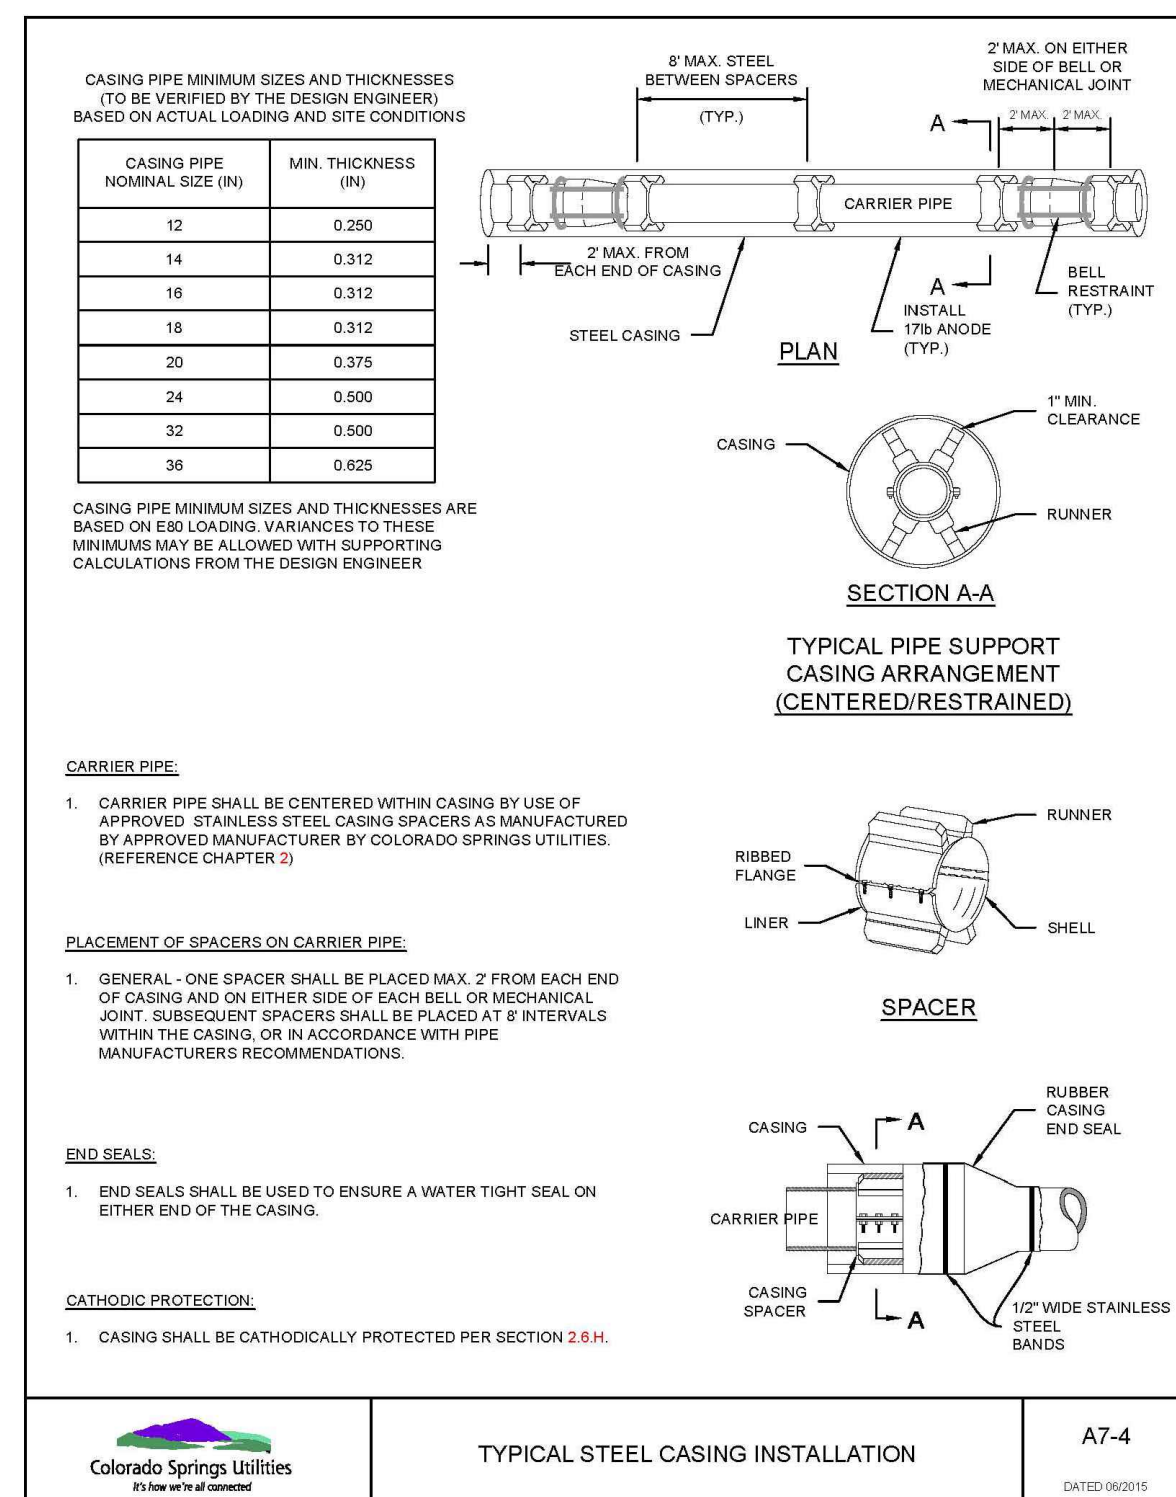 CASING PIPE MINIMUM SIZES AND THICKNESSES
(TO BE VERIFIED BY THE DESIGN ENGINEER)
BASED ON ACTUAL LOADING AND SITE CONDITIONS
CASING PIPE NOMINAL SIZE (IN) MIN. THICKNESS (IN)
12 0.250
14 0.312
16 0.312
18 0.312
20 0.375
24 0.500
32 0.500
36 0.625
CASING PIPE MINIMUM SIZES AND THICKNESSES ARE
BASED ON E80 LOADING. VARIANCES TO THESE
MINIMUMS MAY BE ALLOWED WITH SUPPORTING
CALCULATIONS FROM THE DESIGN ENGINEER
8' MAX. STEEL
BETWEEN SPACERS
(TYP.)
2' MAX. ON EITHER
SIDE OF BELL OR
MECHANICAL JOINT
2' MAX. 2' MAX.
A
CARRIER PIPE
2' MAX. FROM
EACH END OF CASING
A
BELL
RESTRAINT
(TYP.)
STEEL CASING
INSTALL
17lb ANODE
(TYP.)
PLAN
1" MIN.
CLEARANCE
CASING
RUNNER
SECTION A-A
TYPICAL PIPE SUPPORT
CASING ARRANGEMENT
(CENTERED/RESTRAINED)
CARRIER PIPE:
1. CARRIER PIPE SHALL BE CENTERED WITHIN CASING BY USE OF
APPROVED STAINLESS STEEL CASING SPACERS AS MANUFACTURED
BY APPROVED MANUFACTURER BY COLORADO SPRINGS UTILITIES.
(REFERENCE CHAPTER 2)
PLACEMENT OF SPACERS ON CARRIER PIPE:
1. GENERAL - ONE SPACER SHALL BE PLACED MAX. 2' FROM EACH END
OF CASING AND ON EITHER SIDE OF EACH BELL OR MECHANICAL
JOINT. SUBSEQUENT SPACERS SHALL BE PLACED AT 8' INTERVALS
WITHIN THE CASING, OR IN ACCORDANCE WITH PIPE
MANUFACTURERS RECOMMENDATIONS.
END SEALS:
1. END SEALS SHALL BE USED TO ENSURE A WATER TIGHT SEAL ON
EITHER END OF THE CASING.
CATHODIC PROTECTION:
1. CASING SHALL BE CATHODICALLY PROTECTED PER SECTION 2.6.H.
RUNNER
RIBBED
FLANGE
LINER
SHELL
SPACER
RUBBER
CASING
END SEAL
CASING
A
CARRIER PIPE
CASING
SPACER
A
1/2" WIDE STAINLESS
STEEL
BANDS
Colorado Springs Utilities
It's how we're all connected
TYPICAL STEEL CASING INSTALLATION
A7-4
DATED 06/2015